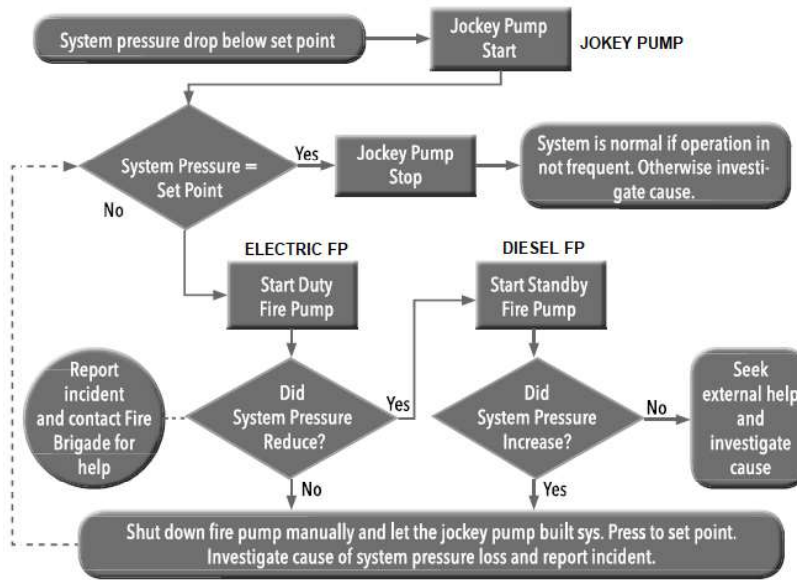 System pressure drop below set point
Jockey Pump
Start
JOKEY PUMP
System Pressure =
Set Point
Yes
No
Jockey Pump
Stop
System is normal if operation in
not frequent. Otherwise investi-
gate cause.
ELECTRIC FP
Start Duty
Fire Pump
DIESEL FP
Start Standby
Fire Pump
Report
incident
and contact Fire
Brigade for
help
Did
System Pressure
Reduce?
Yes
No
Did
System Pressure
Increase?
No
Yes
Seek
external help
and
investigate
cause
Shut down fire pump manually and let the jockey pump built sys. Press to set point.
Investigate cause of system pressure loss and report incident.